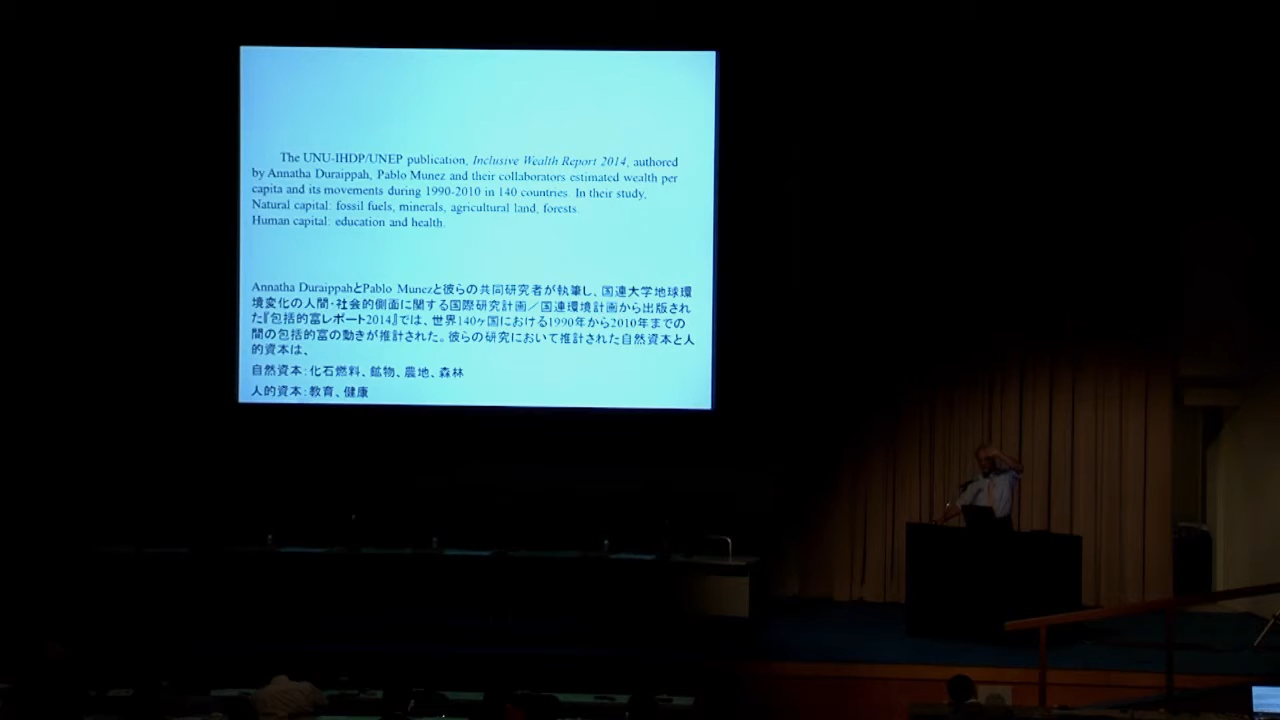 The UNU-IHDP/UNEP publication, Inclusive Wealth Report 2014, authored
by Annatha Duraippah, Pablo Munez and their collaborators estimated wealth per
capita and its movements during 1990-2010 in 140 countries. In their study,
Natural capital: fossil fuels, minerals, agricultural land, forests.
Human capital: education and health.
Annatha DuraippahとPablo Munezと彼らの共同研究者が執筆し、国連大学地球環
境変化の人間・社会的側面に関する国際研究計画／国連環境計画から出版され
た『包括的富レポート2014』では、世界140ヶ国における1990年から2010年までの
間の包括的富の動きが推計された。彼らの研究において推計された自然資本と人
的資本は、
自然資本：化石燃料、鉱物、農地、森林
人的資本：教育、健康